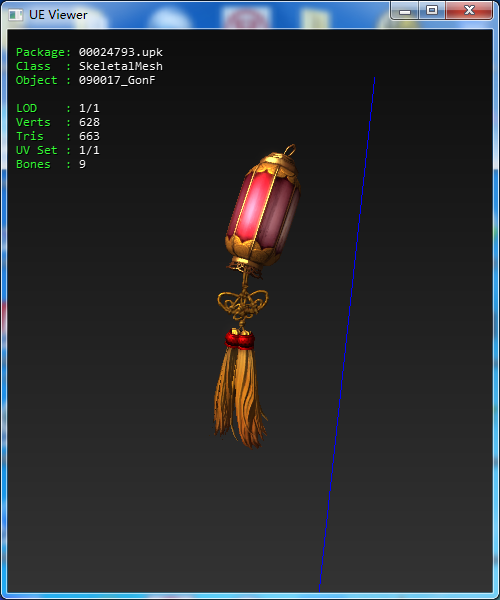 UE Viewer
Package: 00024793.upk
Class : SkeletalMesh
Object : 090017_GonF
LOD : 1/1
Verts : 628
Tris : 663
UV Set : 1/1
Bones : 9